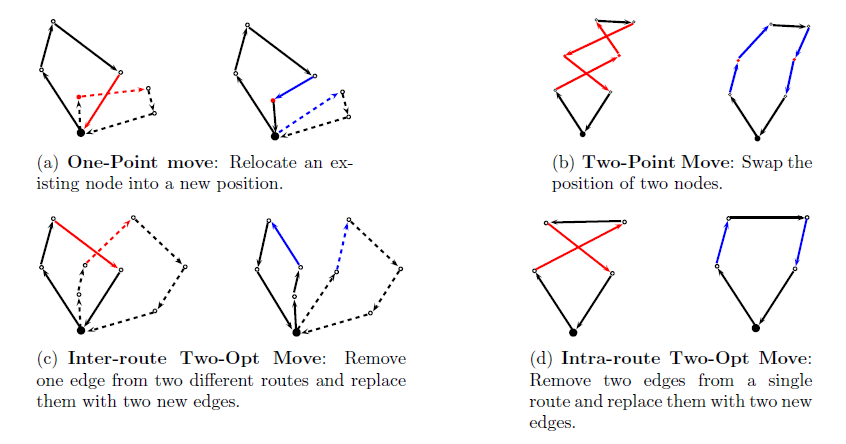 (a) One-Point move: Relocate an ex-
isting node into a new position.
(b) Two-Point Move: Swap the
position of two nodes.
(c) Inter-route Two-Opt Move: Remove
one edge from two different routes and replace
them with two new edges.
(d) Intra-route Two-Opt Move:
Remove two edges from a single
route and replace them with two new
edges.